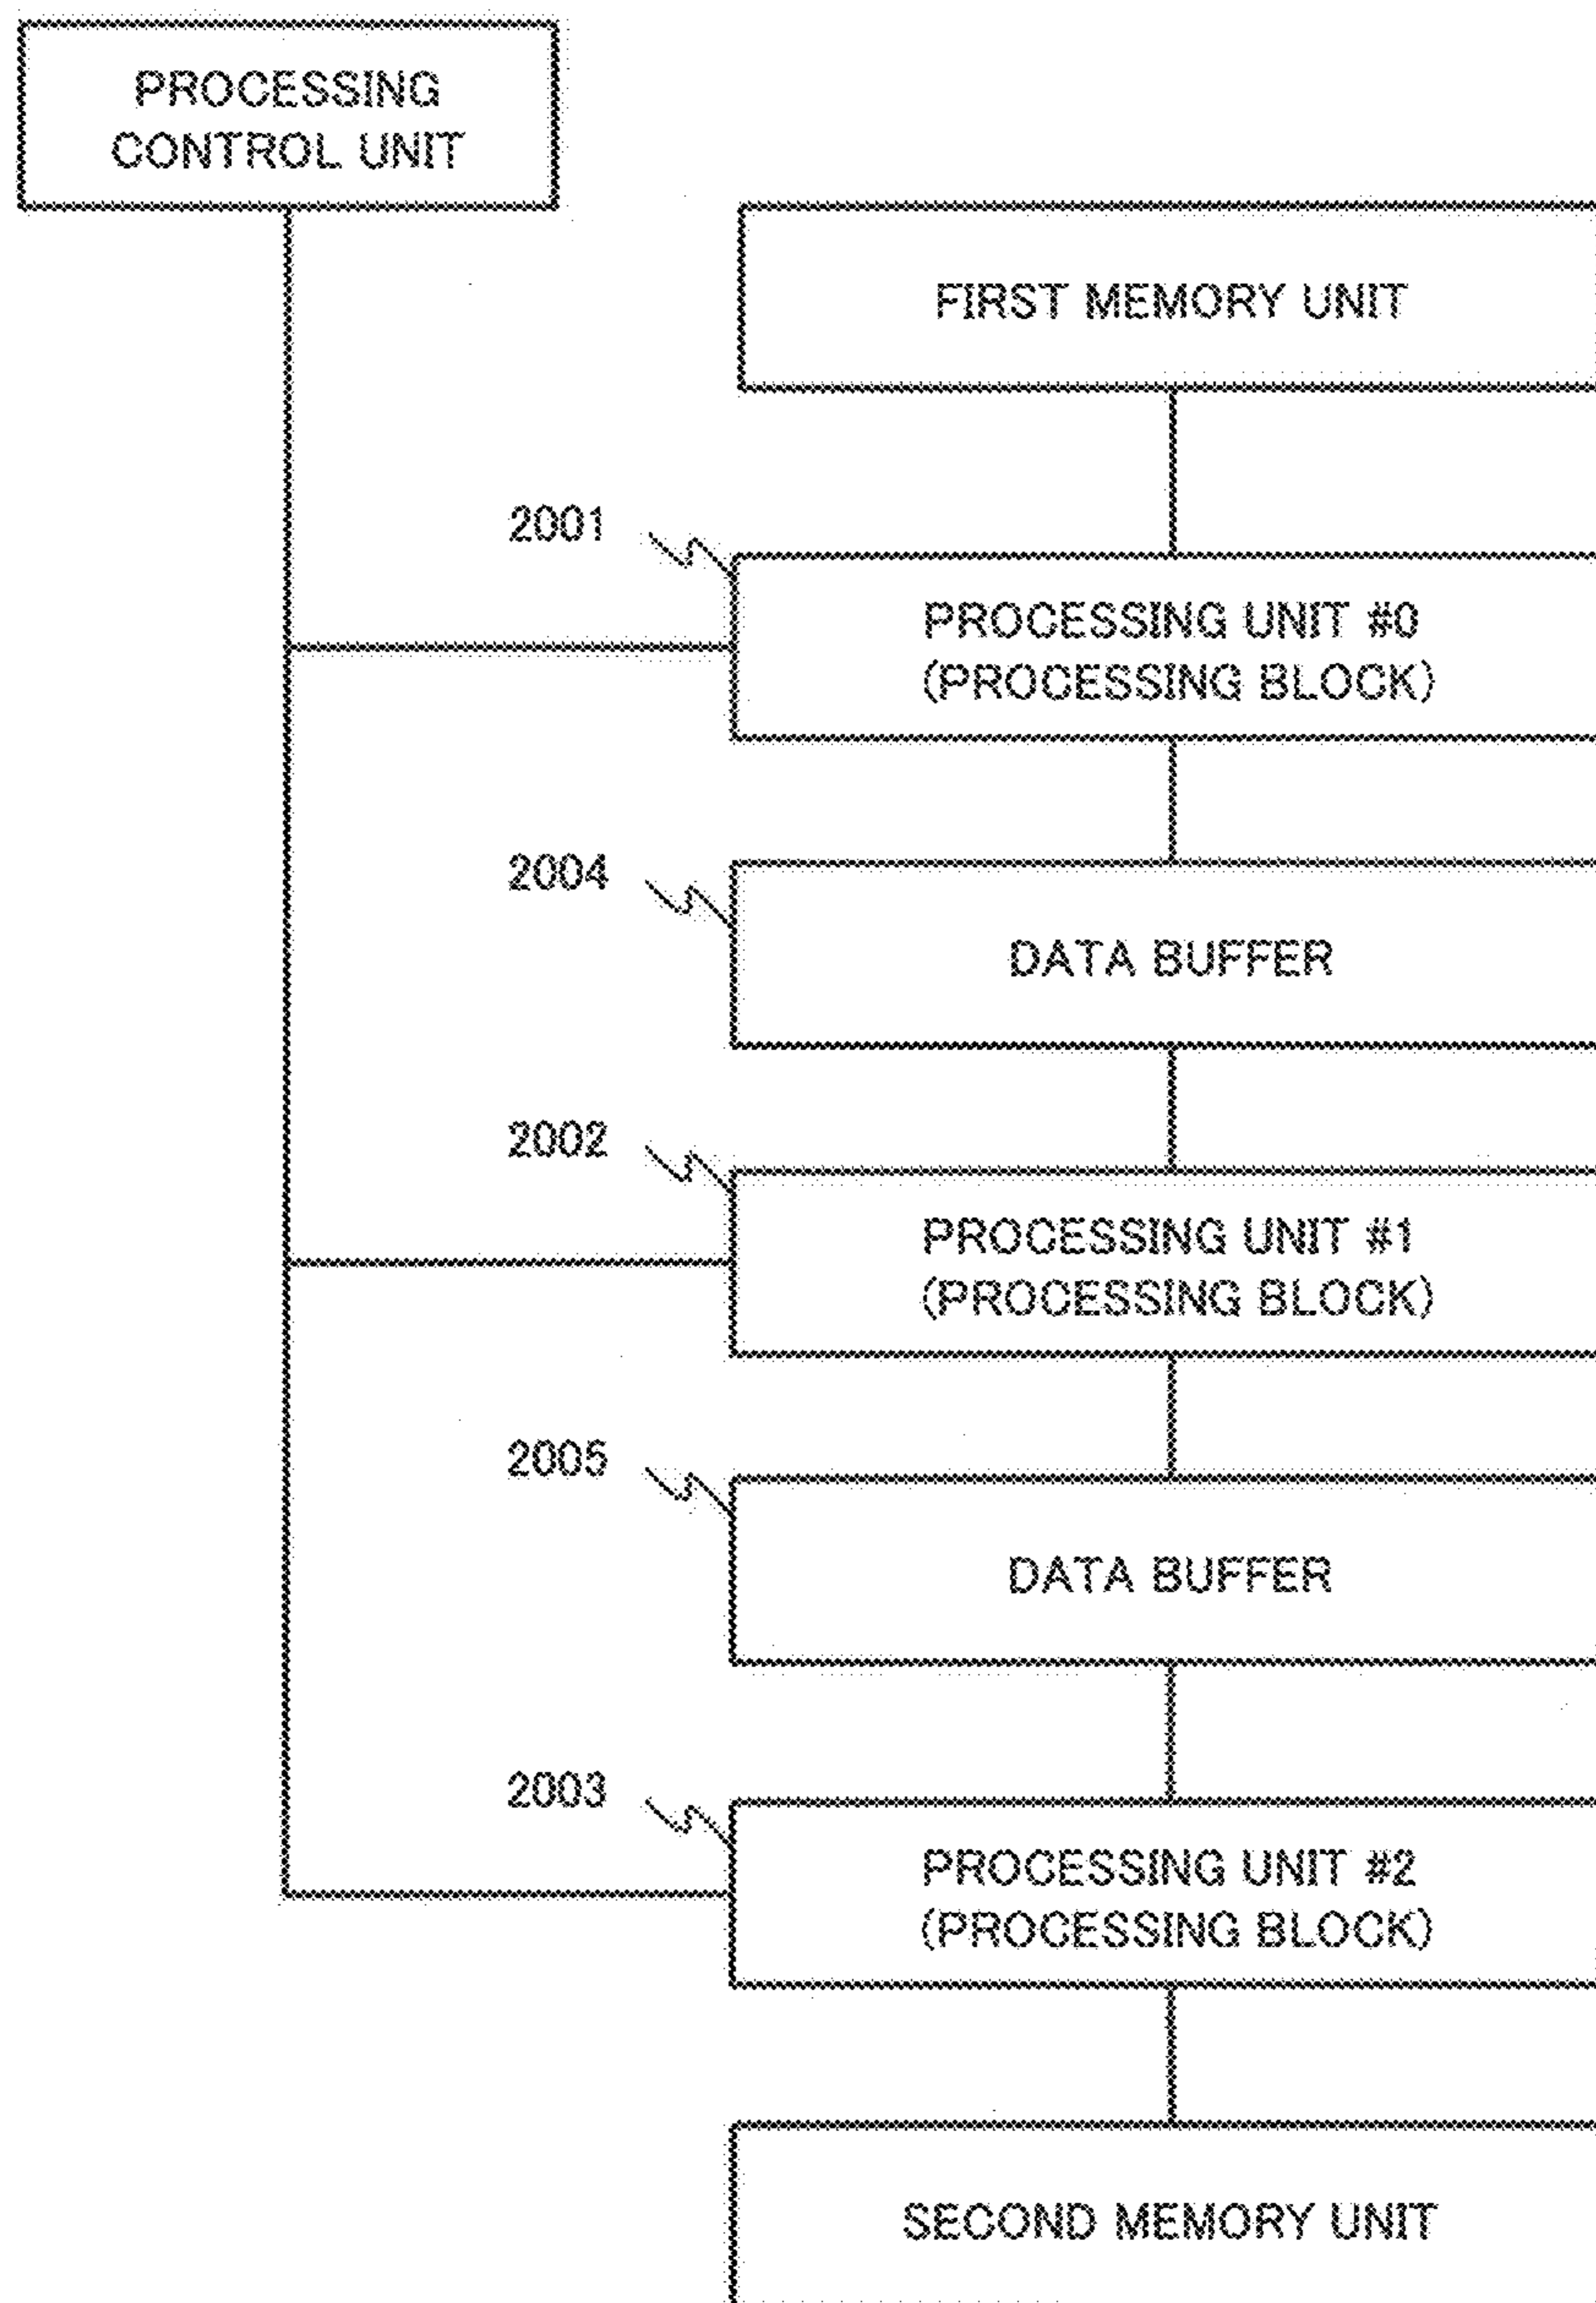 PROCESSING
CONTROL UNIT
FIRST MEMORY UNIT
2001
PROCESSING UNIT #0
(PROCESSING BLOCK)
2004
DATA BUFFER
2002
PROCESSING UNIT #1
(PROCESSING BLOCK)
2005
DATA BUFFER
2003
PROCESSING UNIT #2
(PROCESSING BLOCK)
SECOND MEMORY UNIT